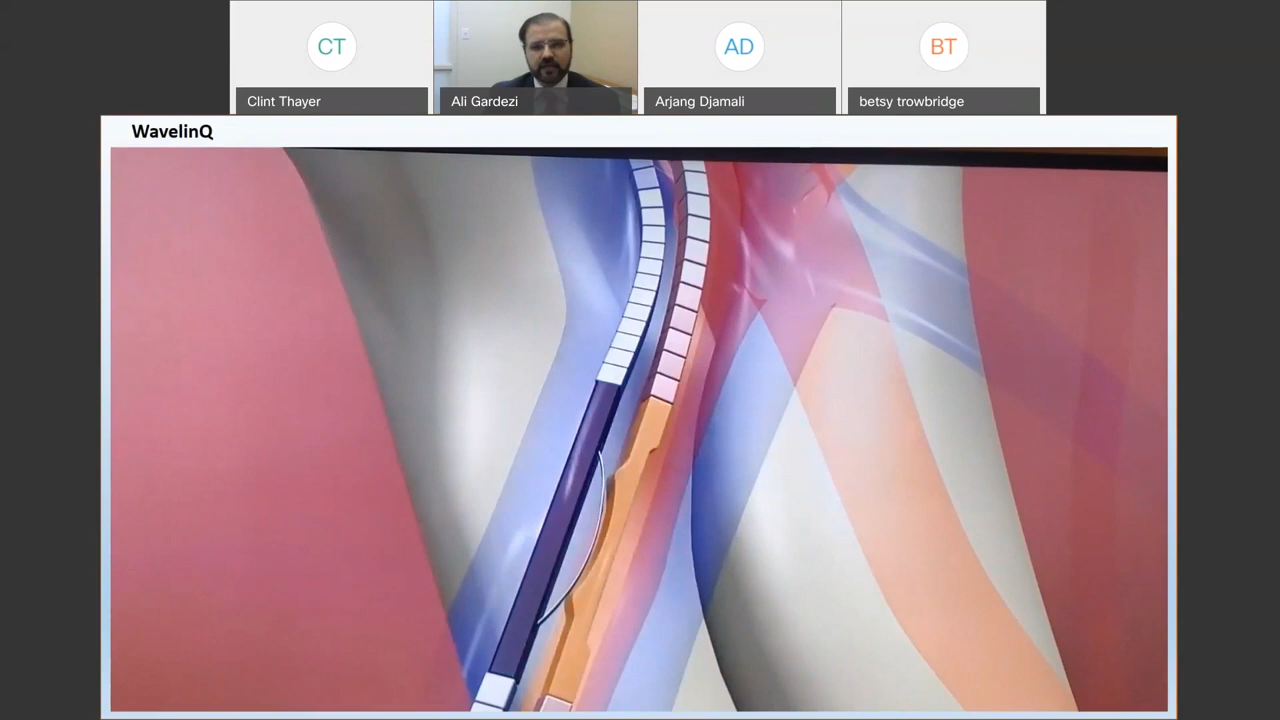 CT
AD
BT
Clint Thayer
Ali Gardezi
Arjang Djamali
betsy trowbridge
WavelinQ